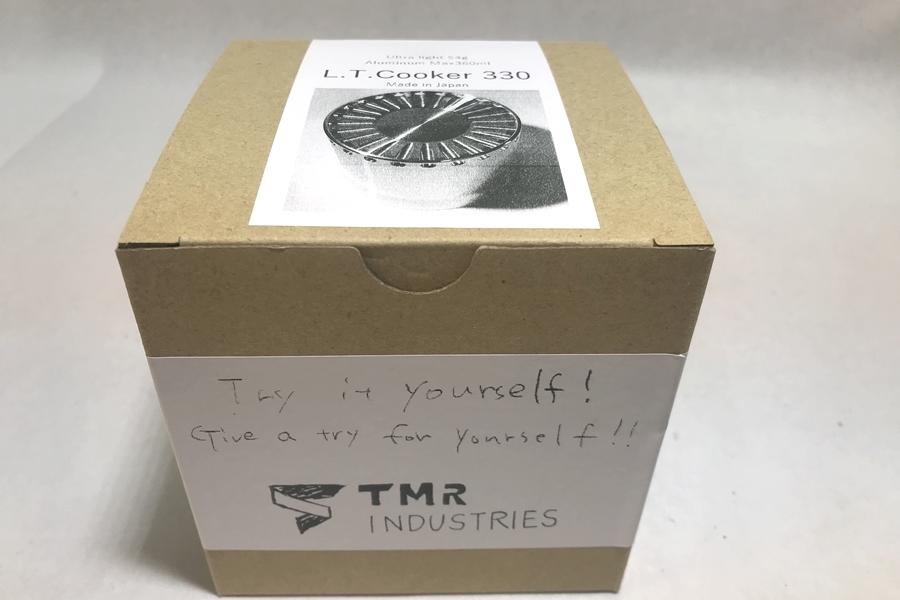 Ultra light 54g
Aluminum Max360ml
L.T.Cooker 330
Made in Japan
Try it yourself!
Give a try for yourself!!
TMR
INDUSTRIES